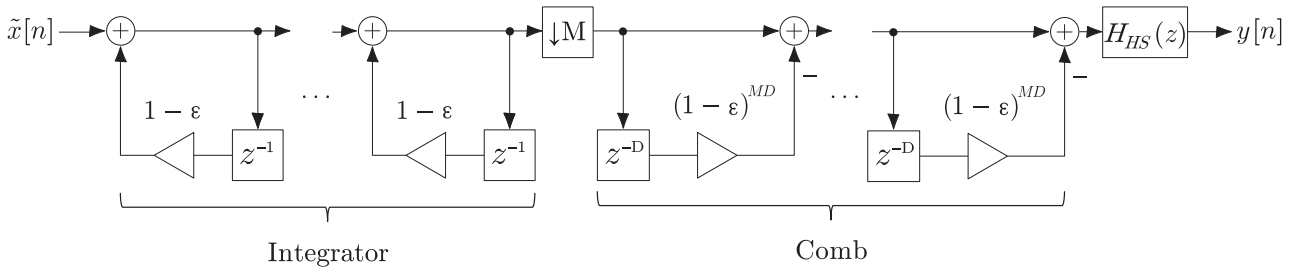 x̃[n] + ... + ↓M + ... + H_HS(z) y[n]
− −
1 − ε 1 − ε (1 − ε)^MD (1 − ε)^MD
z^-1 z^-1 z^-D z^-D
Integrator Comb